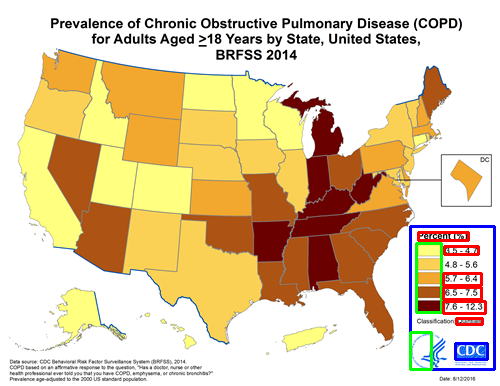 Prevalence of Chronic Obstructive Pulmonary Disease (COPD)
for Adults Aged >18 Years by State, United States,
BRFSS 2014
DC
Percent (%)
3.5 - 4.7
4.8 - 5.6
5.7 - 6.4
6.5 - 7.5
7.6 - 12.3
Classification:
CDC
Data source: CDC Behavioral Risk Factor Surveillance System (BRFSS), 2014.
COPD based on an affirmative response to the question, "Has a doctor, nurse or other
health professional ever told you that you have COPD, emphysema, or chronic bronchitis?"
Prevalence age-adjusted to the 2000 US standard population.
Date: 8/12/2016